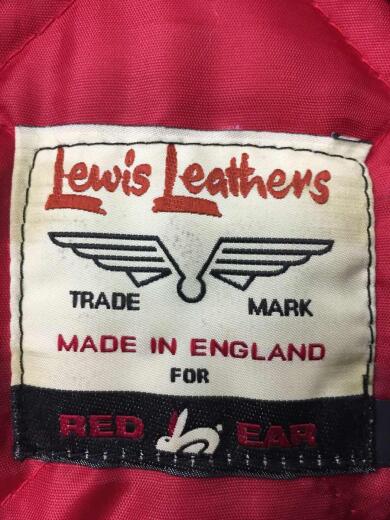 Lewis Leathers
TRADE MARK
MADE IN ENGLAND
FOR
RED EAR